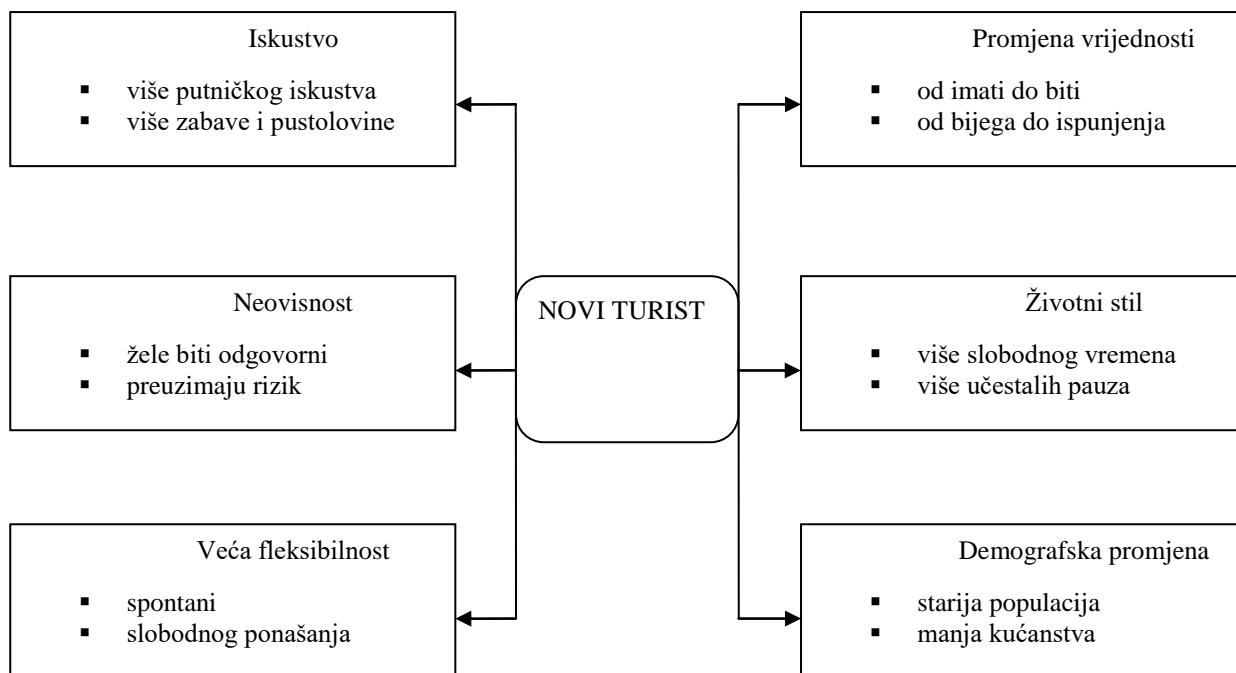 Iskustvo
▪ više putničkog iskustva
▪ više zabave i pustolovine
Promjena vrijednosti
▪ od imati do biti
▪ od bijega do ispunjenja
Neovisnost
▪ žele biti odgovorni
▪ preuzimaju rizik
NOVI TURIST
Životni stil
▪ više slobodnog vremena
▪ više učestalih pauza
Veća fleksibilnost
▪ spontani
▪ slobodnog ponašanja
Demografska promjena
▪ starija populacija
▪ manja kućanstva